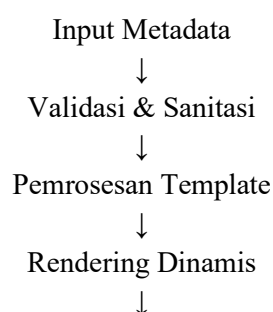 Input Metadata
↓
Validasi & Sanitasi
↓
Pemrosesan Template
↓
Rendering Dinamis
↓